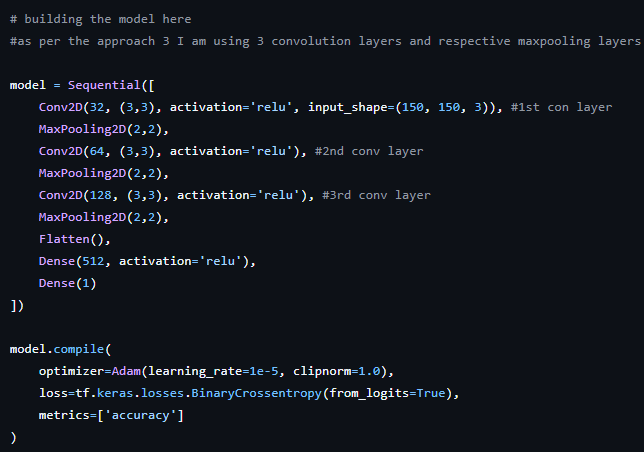 # building the model here
#as per the approach 3 I am using 3 convolution layers and respective maxpooling layers
model = Sequential([
    Conv2D(32, (3,3), activation='relu', input_shape=(150, 150, 3)), #1st con layer
    MaxPooling2D(2,2),
    Conv2D(64, (3,3), activation='relu'), #2nd conv layer
    MaxPooling2D(2,2),
    Conv2D(128, (3,3), activation='relu'), #3rd conv layer
    MaxPooling2D(2,2),
    Flatten(),
    Dense(512, activation='relu'),
    Dense(1)
])
model.compile(
    optimizer=Adam(learning_rate=1e-5, clipnorm=1.0),
    loss=tf.keras.losses.BinaryCrossentropy(from_logits=True),
    metrics=['accuracy']
)